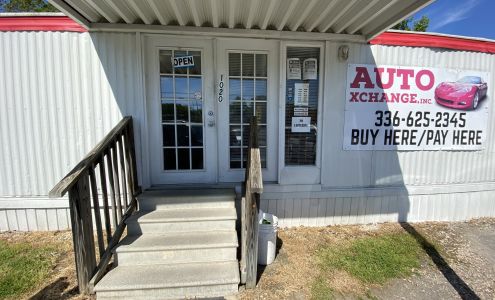 OPEN
1020
AUTO
XCHANGE, INC.
336-625-2345
BUY HERE/PAY HERE